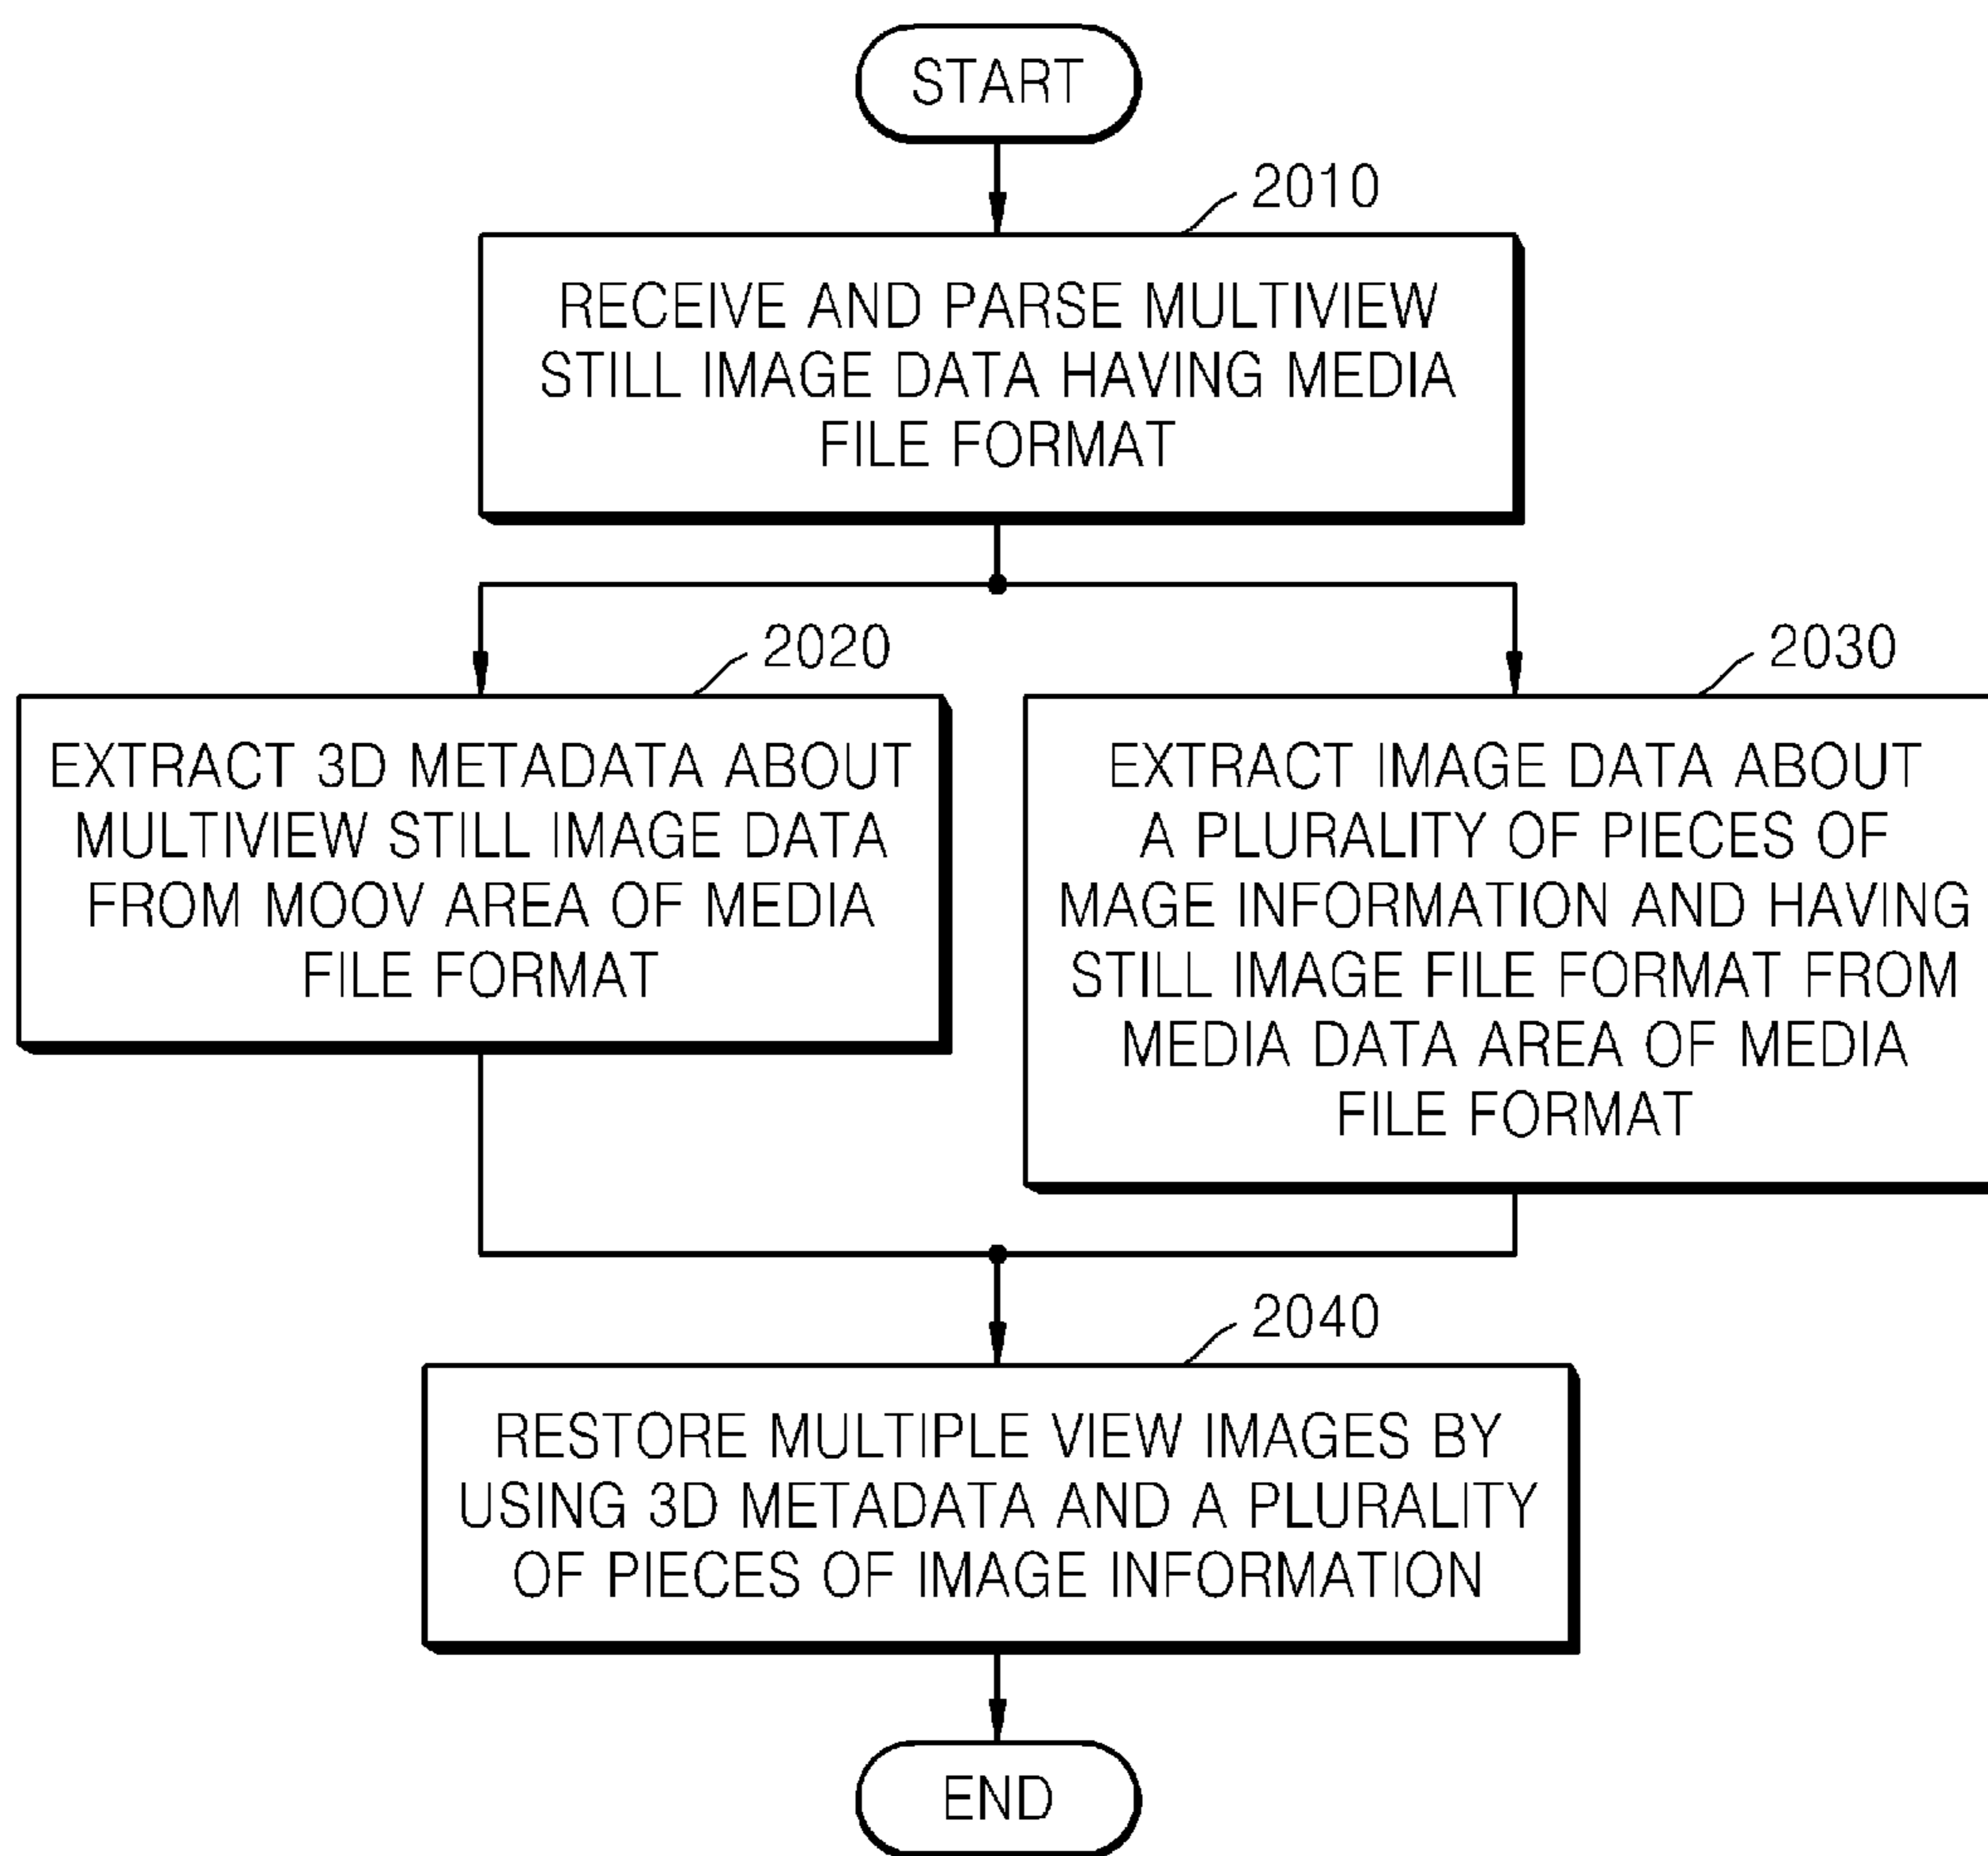 START
2010
RECEIVE AND PARSE MULTIVIEW
STILL IMAGE DATA HAVING MEDIA
FILE FORMAT
2020
EXTRACT 3D METADATA ABOUT
MULTIVIEW STILL IMAGE DATA
FROM MOOV AREA OF MEDIA
FILE FORMAT
2030
EXTRACT IMAGE DATA ABOUT
A PLURALITY OF PIECES OF
MAGE INFORMATION AND HAVING
STILL IMAGE FILE FORMAT FROM
MEDIA DATA AREA OF MEDIA
FILE FORMAT
2040
RESTORE MULTIPLE VIEW IMAGES BY
USING 3D METADATA AND A PLURALITY
OF PIECES OF IMAGE INFORMATION
END